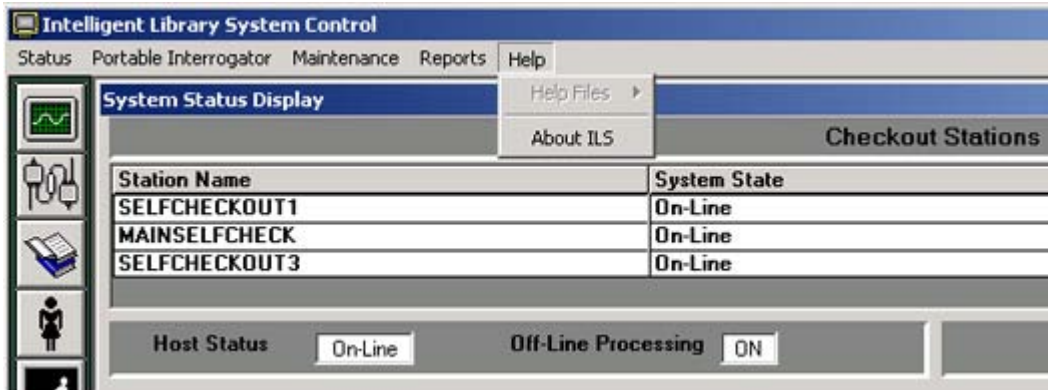 Intelligent Library System Control
Status Portable Interrogator Maintenance Reports Help
Help Files
About ILS
System Status Display
Checkout Stations
Station Name System State
SELFCHECKOUT1 On-Line
MAINSELFCHECK On-Line
SELFCHECKOUT3 On-Line
Host Status On-Line Off-Line Processing ON